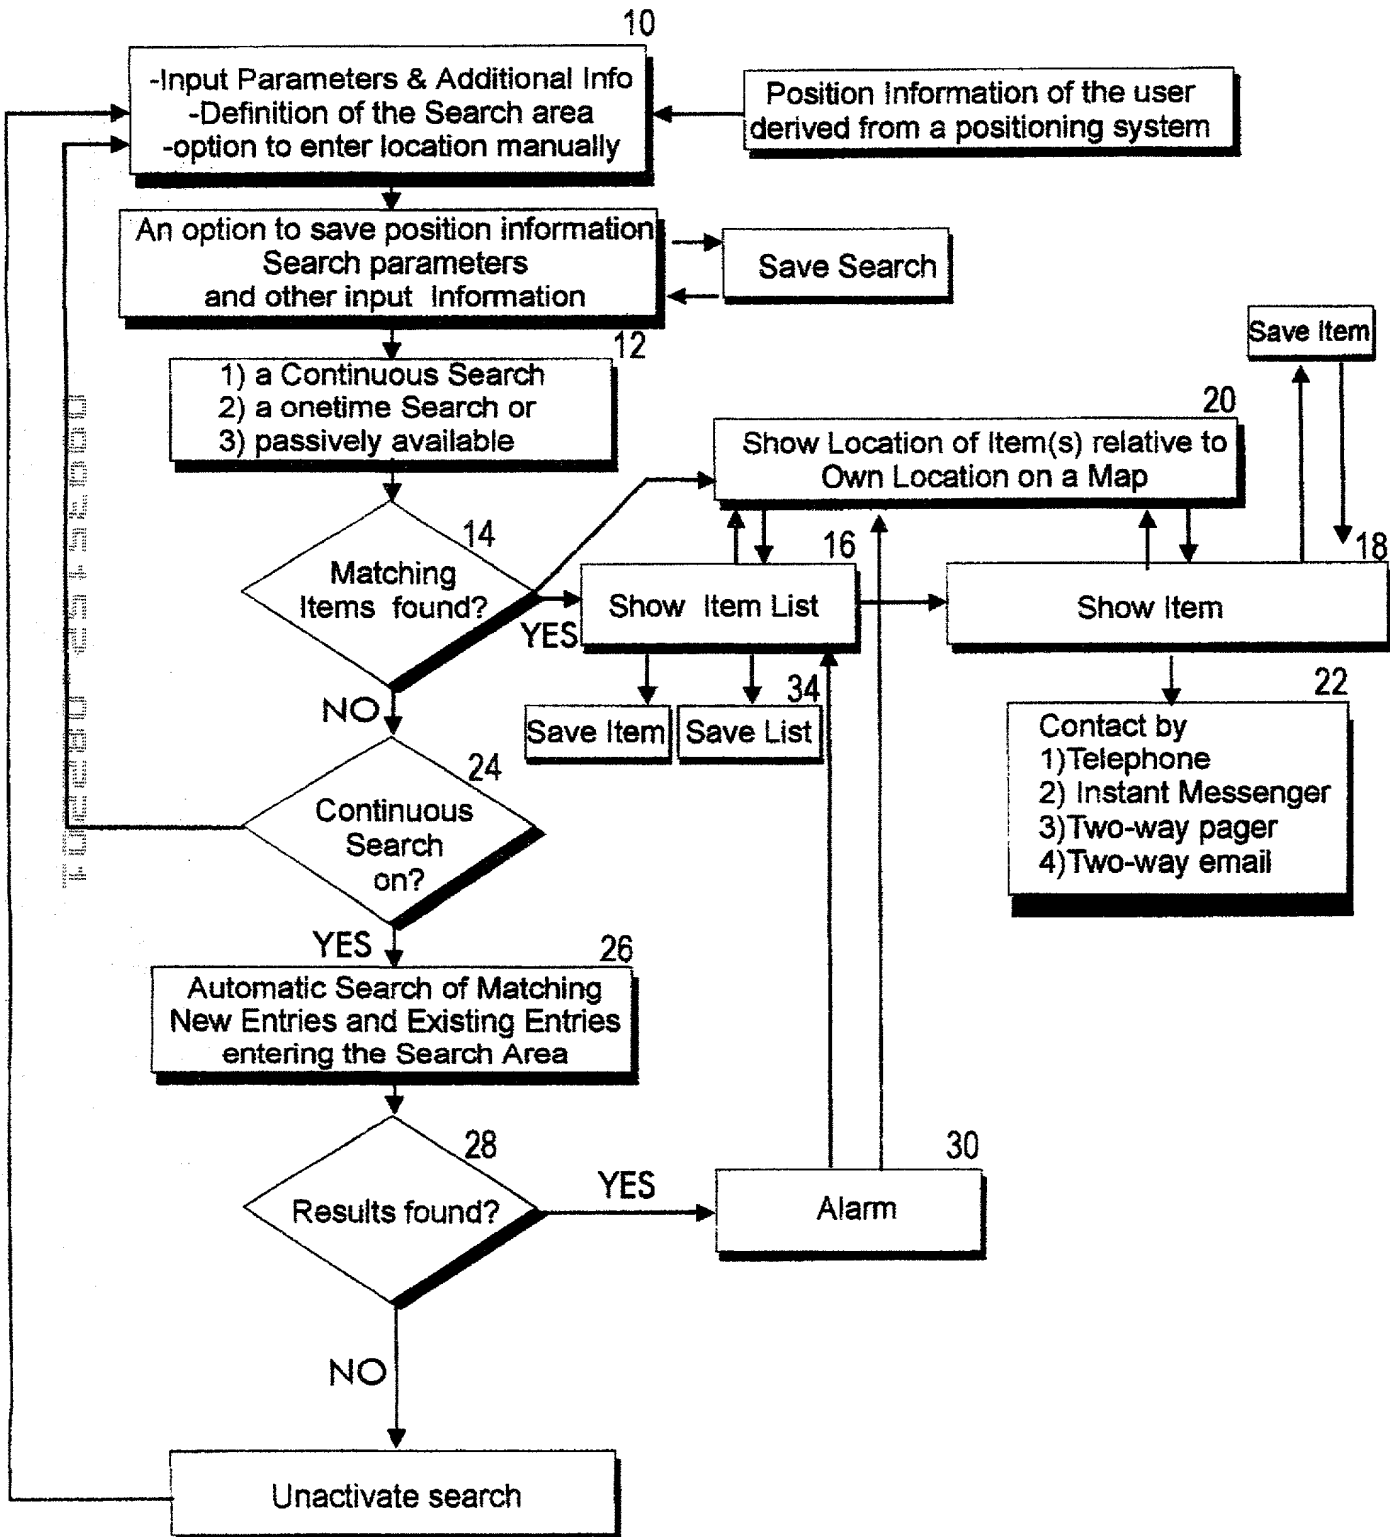 10
-Input Parameters & Additional Info
-Definition of the Search area
-option to enter location manually
Position Information of the user
derived from a positioning system
An option to save position information
Search parameters
and other input Information
Save Search
12
1) a Continuous Search
2) a onetime Search or
3) passively available
Save Item
20
Show Location of Item(s) relative to
Own Location on a Map
14
Matching
Items found?
YES
NO
16
Show Item List
18
Show Item
Save Item
34
Save List
22
Contact by
1)Telephone
2) Instant Messenger
3)Two-way pager
4)Two-way email
24
Continuous
Search
on?
YES
26
Automatic Search of Matching
New Entries and Existing Entries
entering the Search Area
28
Results found?
YES
30
Alarm
NO
Unactivate search